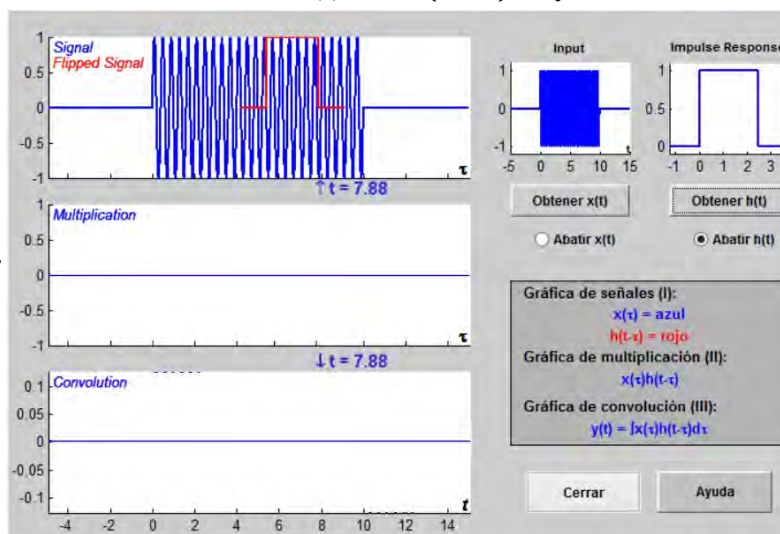 Signal
Flipped Signal
1
0.5
0
-0.5
-1
τ
↑ t = 7.88
Multiplication
1
0.5
0
-0.5
-1
τ
↓ t = 7.88
Convolution
0.1
0.05
0
-0.05
-0.1
t
-4 -2 0 2 4 6 8 10 12 14
Input
1
0
-1
t
-5 0 5 10 15
Impulse Response
1
0.5
0
-1 0 1 2 3
Obtener x(t)
Obtener h(t)
Abatir x(t)
Abatir h(t)
Gráfica de señales (I):
x(τ) = azul
h(t-τ) = rojo
Gráfica de multiplicación (II):
x(τ)h(t-τ)
Gráfica de convolución (III):
y(t) = ∫x(τ)h(t-τ)dτ
Cerrar
Ayuda